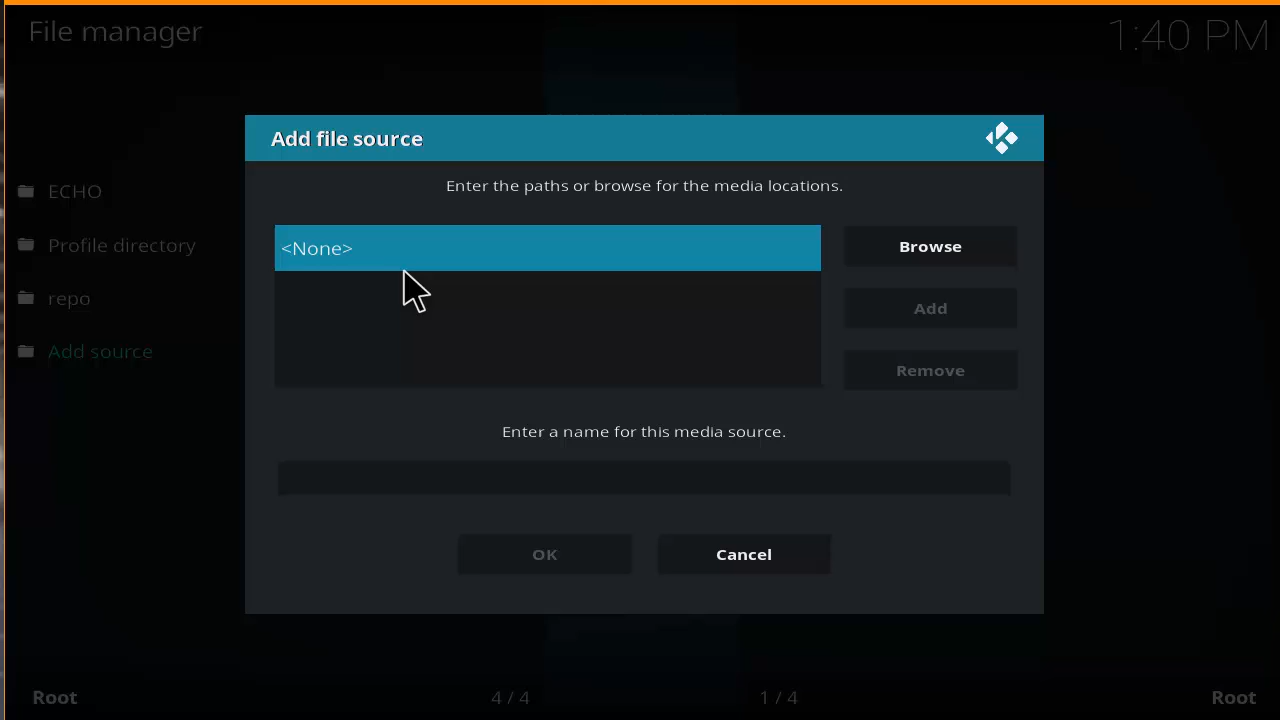 File manager
1:40 PM
Add file source
Enter the paths or browse for the media locations.
<None>
Browse
Add
Remove
ECHO
Profile directory
repo
Add source
Enter a name for this media source.
OK
Cancel
Root
4 / 4
1 / 4
Root